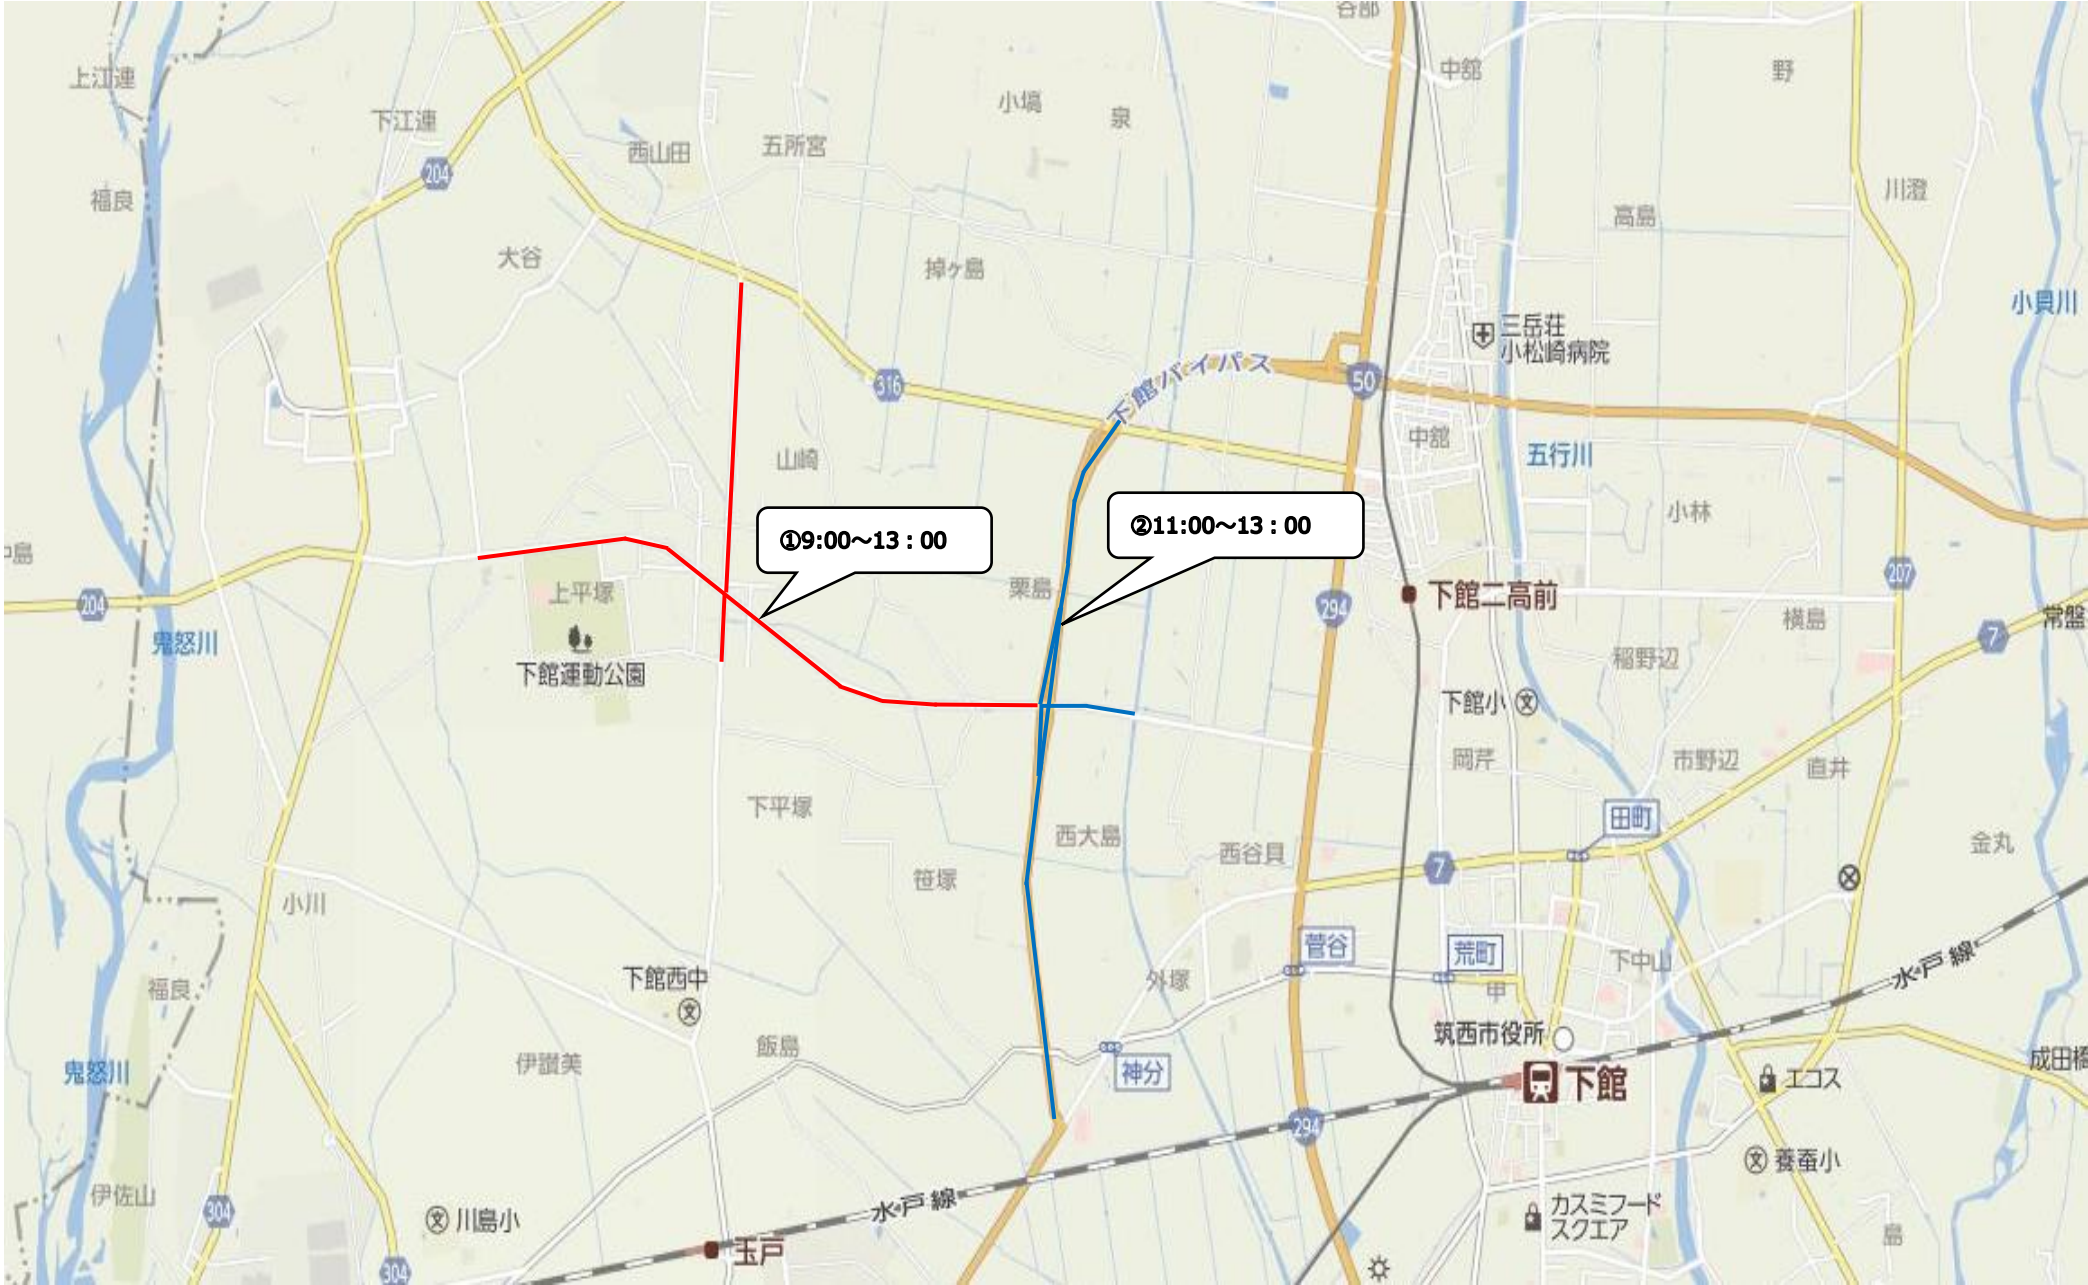 谷部
上江連
中舘
野
小塙
泉
下江連
西山田
五所宮
204
福良
川澄
高島
大谷
掉ヶ島
小貝川
三岳荘
小松崎病院
下館バイパス
50
316
中舘
山崎
五行川
小林
①9:00～13：00
②11:00～13：00
207
上平塚
栗島
下館二高前
204
294
横島
常盤
7
鬼怒川
稲野辺
下館運動公園
下館小
岡芹
市野辺
直井
下平塚
田町
西大島
西谷貝
金丸
7
笹塚
小川
菅谷
荒町
下中山
水戸線
下館西中
外塚
福良
甲
筑西市役所
飯島
伊讃美
神分
鬼怒川
成田橋
下館
エコス
294
養蚕小
伊佐山
水戸線
304
川島小
カスミフード
スクエア
島
玉戸
304